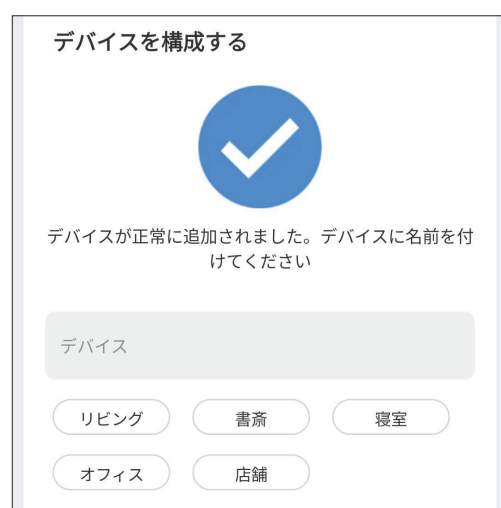 デバイスを構成する
デバイスが正常に追加されました。デバイスに名前を付
けてください
デバイス
リビング 書斎 寝室
オフィス 店舗